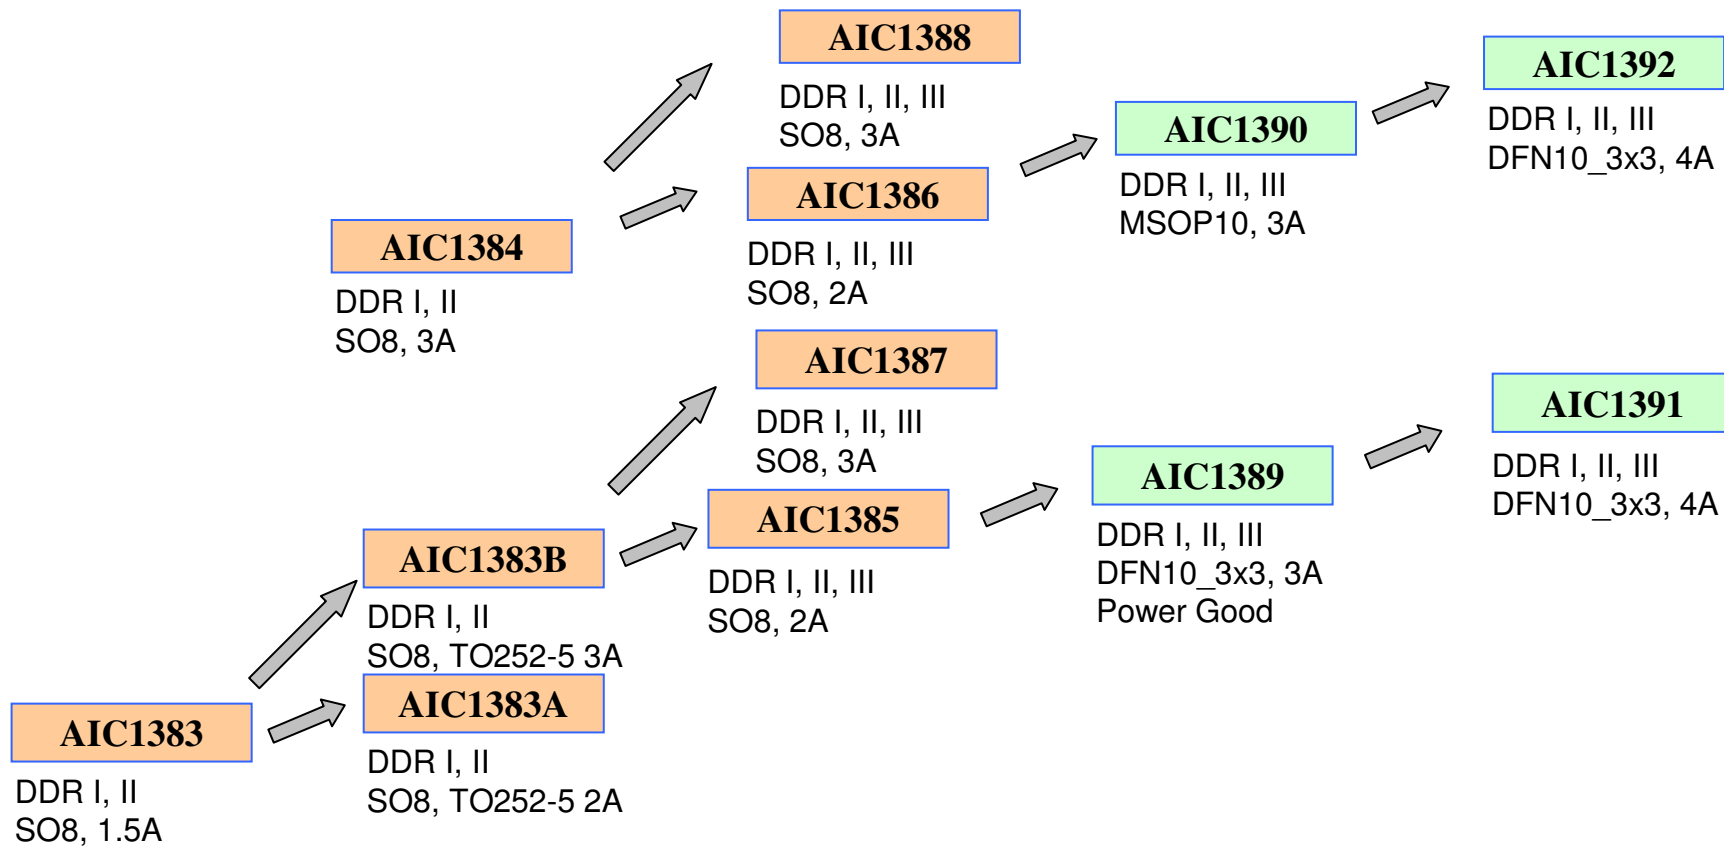 AIC1388
DDR I, II, III
SO8, 3A
AIC1392
DDR I, II, III
DFN10_3x3, 4A
AIC1390
DDR I, II, III
MSOP10, 3A
AIC1386
DDR I, II, III
SO8, 2A
AIC1384
DDR I, II
SO8, 3A
AIC1387
DDR I, II, III
SO8, 3A
AIC1391
DDR I, II, III
DFN10_3x3, 4A
AIC1389
DDR I, II, III
DFN10_3x3, 3A
Power Good
AIC1385
DDR I, II, III
SO8, 2A
AIC1383B
DDR I, II
SO8, TO252-5 3A
AIC1383A
DDR I, II
SO8, TO252-5 2A
AIC1383
DDR I, II
SO8, 1.5A